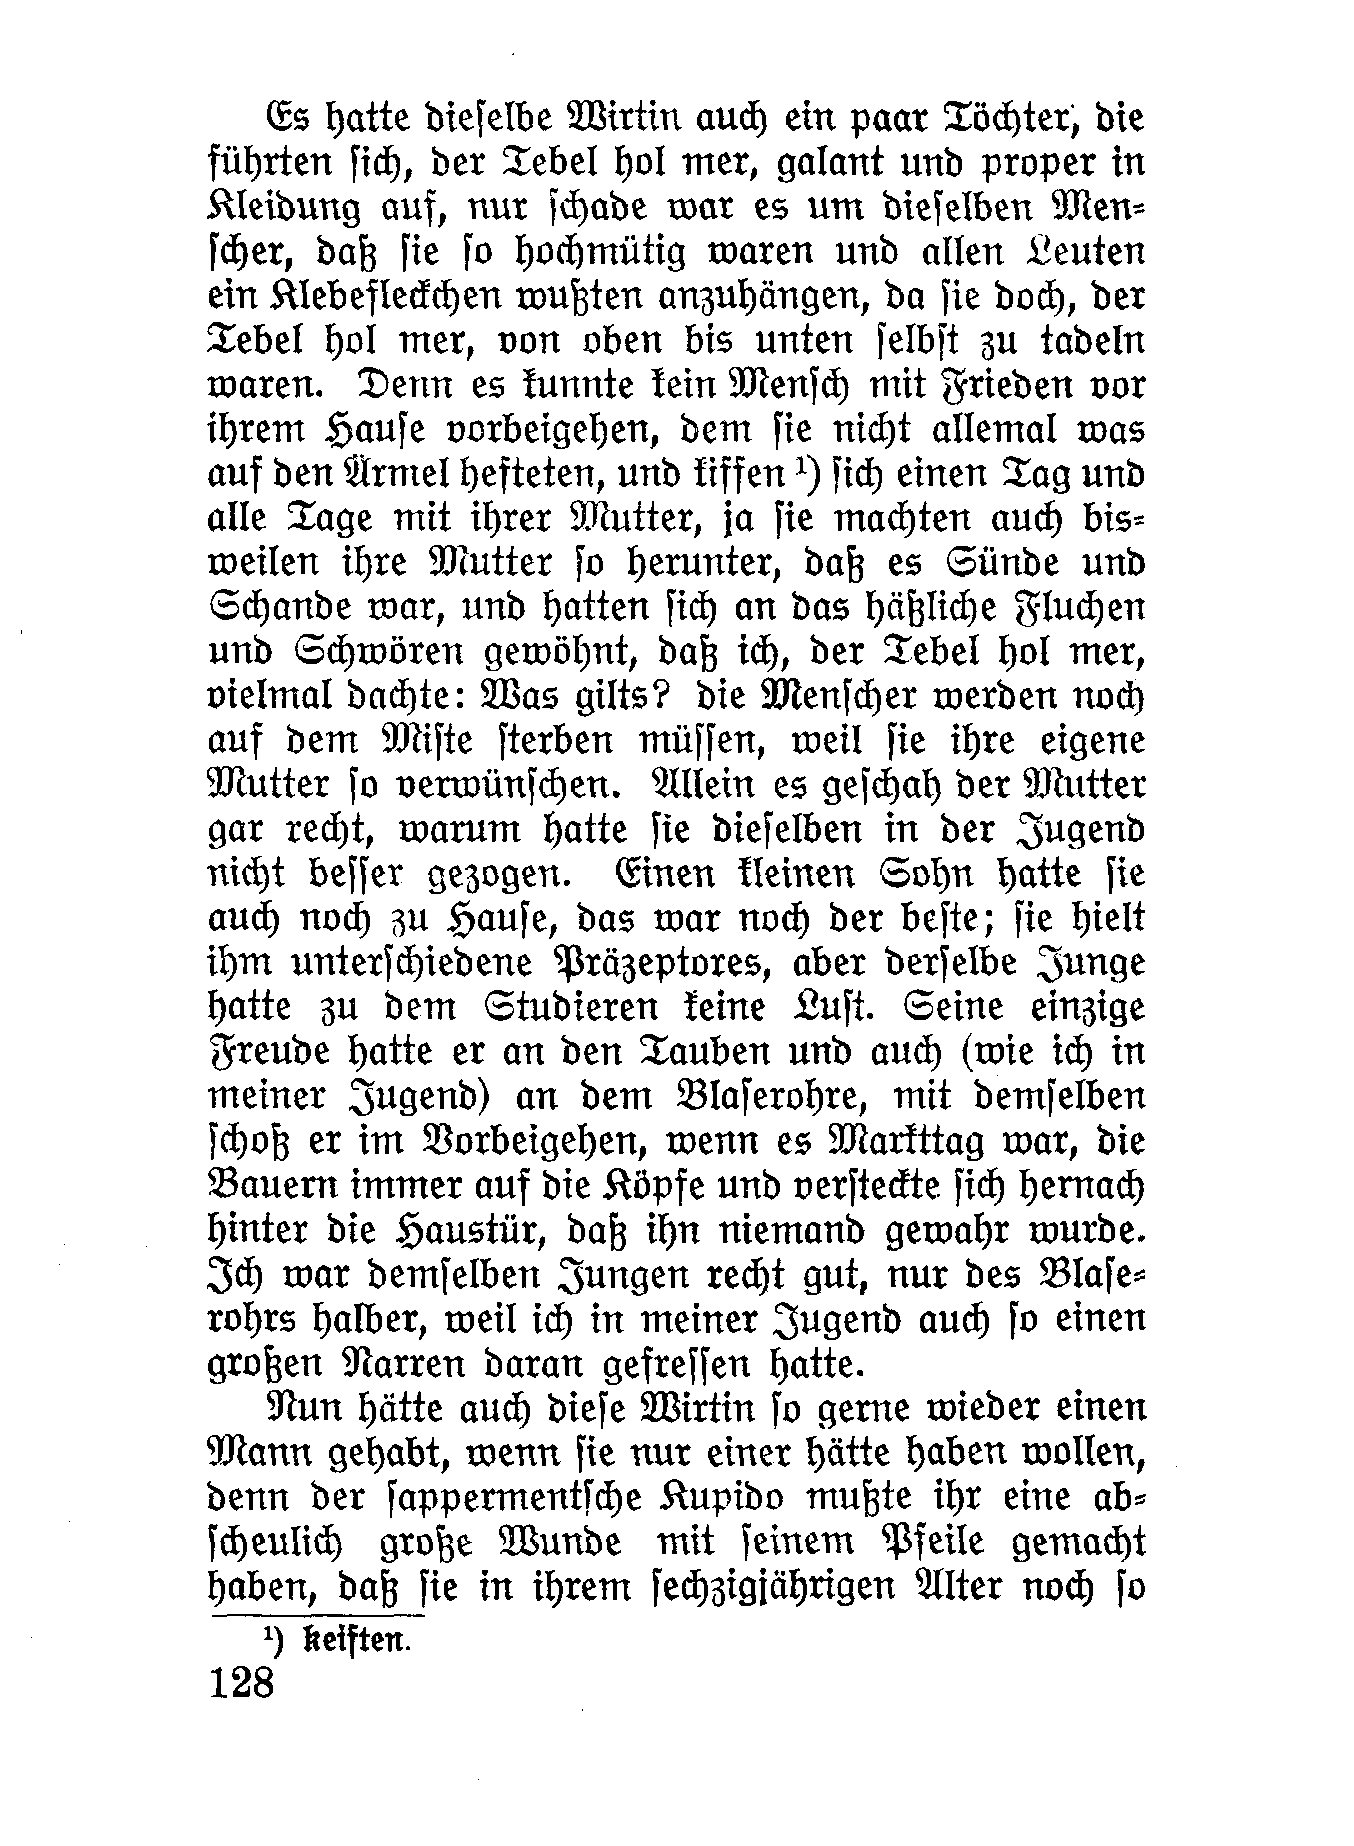 Es hatte dieselbe Wirtin auch ein paar Töchter, die
führten sich, der Tebel hol mer, galant und proper in
Kleidung auf, nur schade war es um dieselben Men-
scher, daß sie so hochmütig waren und allen Leuten
ein Klebefleckchen wußten anzuhängen, da sie doch, der
Tebel hol mer, von oben bis unten selbst zu tadeln
waren. Denn es kunnte kein Mensch mit Frieden vor
ihrem Hause vorbeigehen, dem sie nicht allemal was
auf den Ärmel hefteten, und kiffen ¹) sich einen Tag und
alle Tage mit ihrer Mutter, ja sie machten auch bis-
weilen ihre Mutter so herunter, daß es Sünde und
Schande war, und hatten sich an das häßliche Fluchen
und Schwören gewöhnt, daß ich, der Tebel hol mer,
vielmal dachte: Was gilts? die Menscher werden noch
auf dem Miste sterben müssen, weil sie ihre eigene
Mutter so verwünschen. Allein es geschah der Mutter
gar recht, warum hatte sie dieselben in der Jugend
nicht besser gezogen. Einen kleinen Sohn hatte sie
auch noch zu Hause, das war noch der beste; sie hielt
ihm unterschiedene Präzeptores, aber derselbe Junge
hatte zu dem Studieren keine Lust. Seine einzige
Freude hatte er an den Tauben und auch (wie ich in
meiner Jugend) an dem Blaserohre, mit demselben
schoß er im Vorbeigehen, wenn es Markttag war, die
Bauern immer auf die Köpfe und versteckte sich hernach
hinter die Haustür, daß ihn niemand gewahr wurde.
Ich war demselben Jungen recht gut, nur des Blase-
rohrs halber, weil ich in meiner Jugend auch so einen
großen Narren daran gefressen hatte.
Nun hätte auch diese Wirtin so gerne wieder einen
Mann gehabt, wenn sie nur einer hätte haben wollen,
denn der sappermentsche Kupido mußte ihr eine ab-
scheulich große Wunde mit seinem Pfeile gemacht
haben, daß sie in ihrem sechzigjährigen Alter noch so
¹) keiften.
128